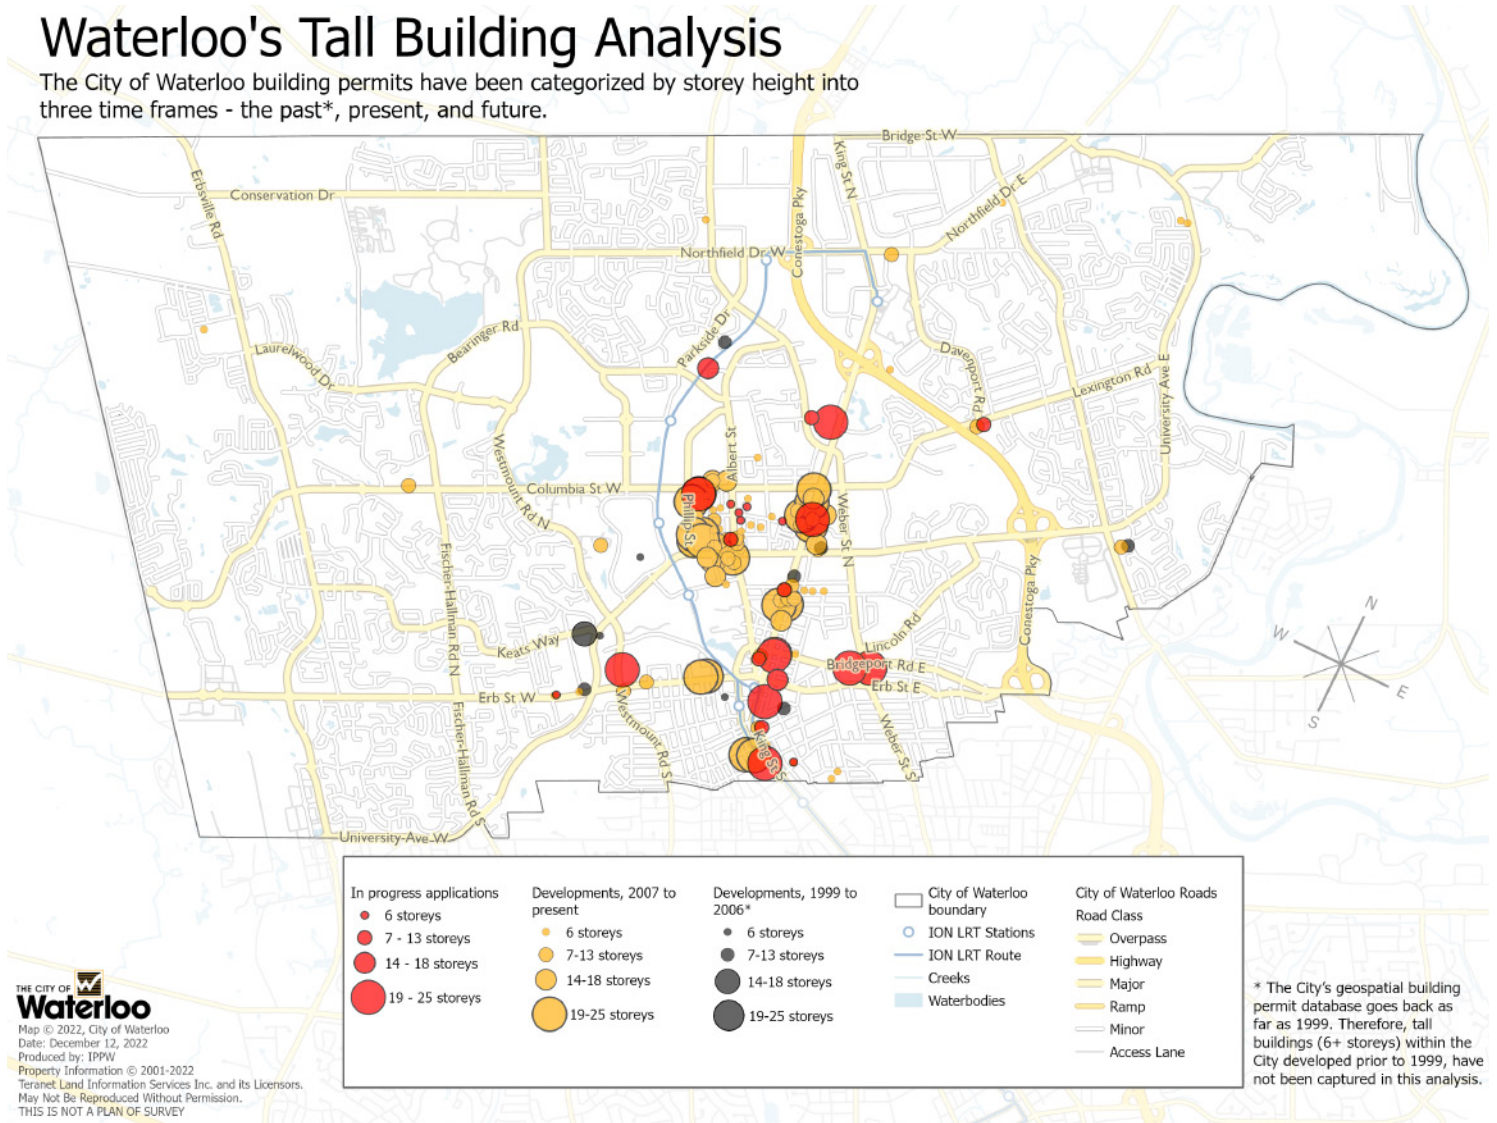 Waterloo's Tall Building Analysis
The City of Waterloo building permits have been categorized by storey height into
three time frames - the past*, present, and future.
Bridge St W
King St N
Erbsville Rd
Conservation Dr
Conestoga Pky
Northfield Dr E
Northfield Dr W
Parkside Dr
Bearinger Rd
Laurelwood Dr
Davenport Rd
Lexington Rd
University Ave E
Albert St
Westmount Rd N
Columbia St W
Phillip St
Weber St N
Fischer-Hallman Rd N
Conestoga Pky
Keats Way
Lincoln Rd
Bridgeport Rd E
Erb St E
Erb St W
Westmount Rd S
Fischer-Hallman Rd S
King St S
Weber St S
University Ave W
N
W
E
S
In progress applications
6 storeys
7 - 13 storeys
14 - 18 storeys
19 - 25 storeys
Developments, 2007 to
present
6 storeys
7-13 storeys
14-18 storeys
19-25 storeys
Developments, 1999 to
2006*
6 storeys
7-13 storeys
14-18 storeys
19-25 storeys
City of Waterloo
boundary
ION LRT Stations
ION LRT Route
Creeks
Waterbodies
City of Waterloo Roads
Road Class
Overpass
Highway
Major
Ramp
Minor
Access Lane
THE CITY OF
Waterloo
Map © 2022, City of Waterloo
Date: December 12, 2022
Produced by: IPPW
Property Information © 2001-2022
Teranet Land Information Services Inc. and its Licensors.
May Not Be Reproduced Without Permission.
THIS IS NOT A PLAN OF SURVEY
* The City's geospatial building
permit database goes back as
far as 1999. Therefore, tall
buildings (6+ storeys) within the
City developed prior to 1999, have
not been captured in this analysis.